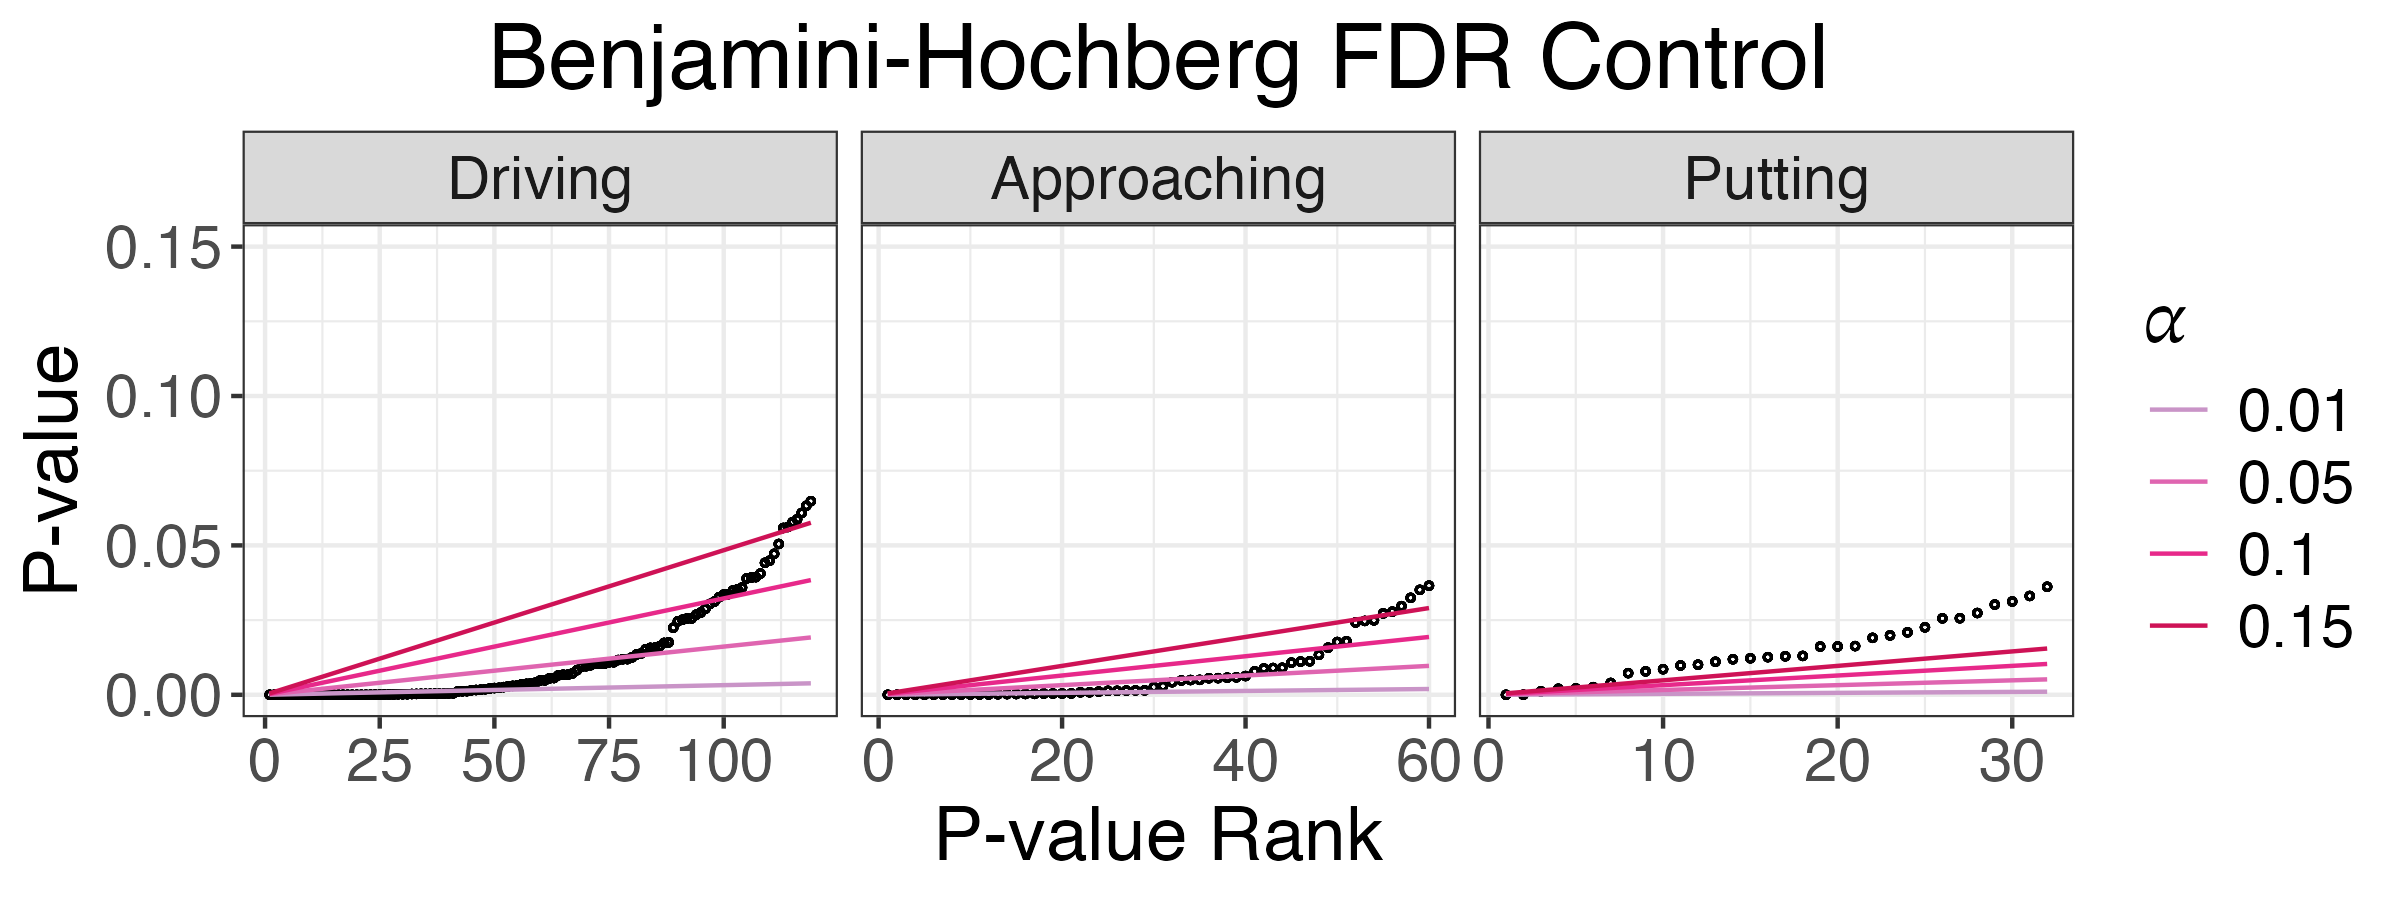 Benjamini-Hochberg FDR Control
Driving
Approaching
Putting
P-value
0.15
0.10
0.05
0.00
0 25 50 75 100
0 20 40 60
0 10 20 30
P-value Rank
α
0.01
0.05
0.1
0.15